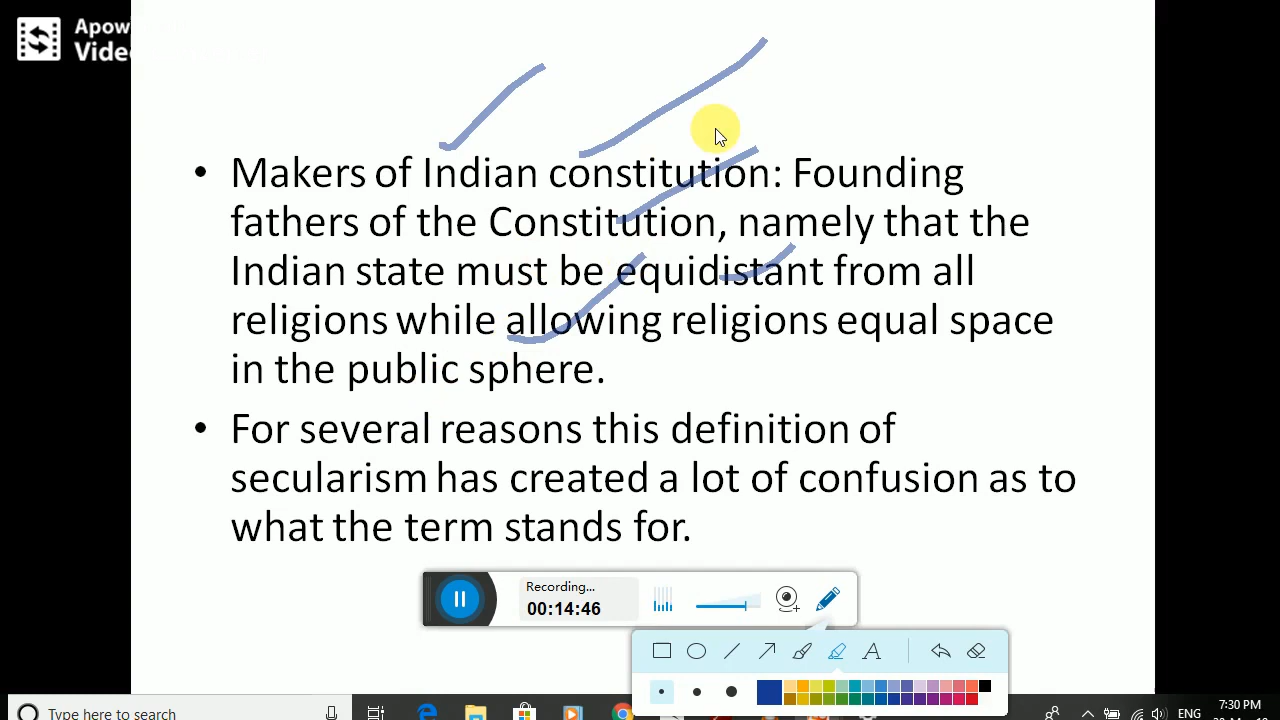 Apow
Vide
• Makers of Indian constitution: Founding
fathers of the Constitution, namely that the
Indian state must be equidistant from all
religions while allowing religions equal space
in the public sphere.
• For several reasons this definition of
secularism has created a lot of confusion as to
what the term stands for.
Recording...
00:14:46
A
Type here to search
ENG
7:30 PM